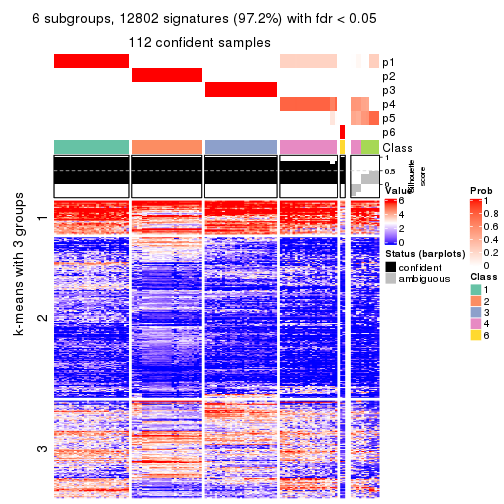 6 subgroups, 12802 signatures (97.2%) with fdr < 0.05
112 confident samples
p1
p2
p3
p4
p5
p6
Class
1
0.5
0
Silhouette
score
k-means with 3 groups
1
2
3
Value
6
4
2
0
Status (barplots)
confident
ambiguous
Prob
1
0.8
0.6
0.4
0.2
0
Class
1
2
3
4
6